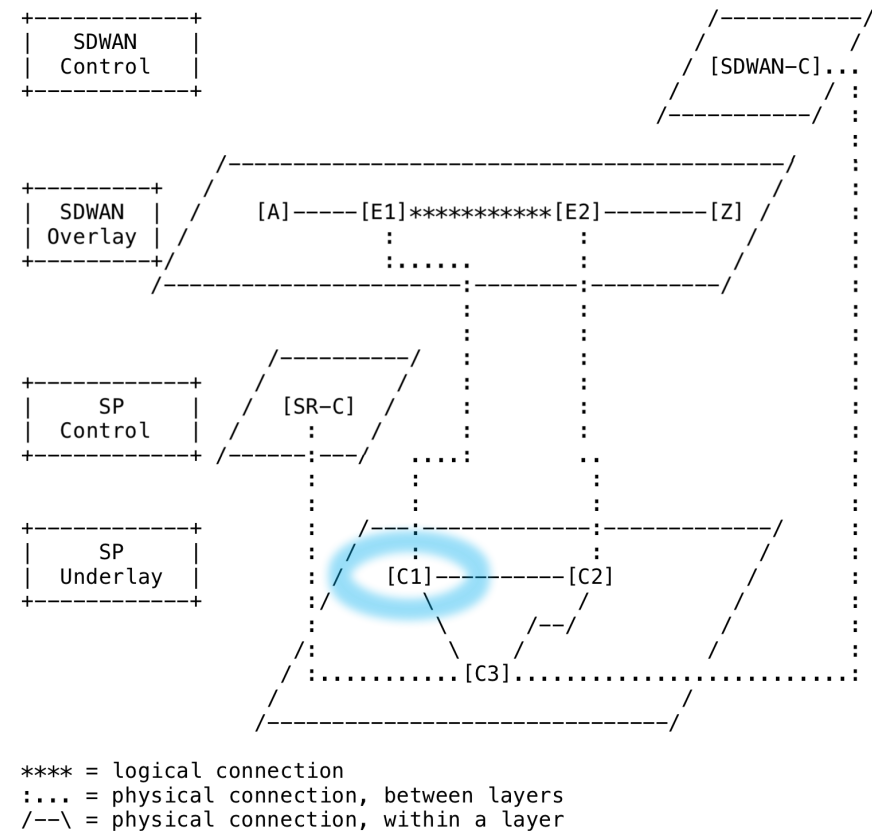 SDWAN
Control
[SDWAN-C]
SDWAN
Overlay
[A]-----[E1]***********[E2]--------[Z]
SP
Control
[SR-C]
SP
Underlay
[C1]----------[C2]
[C3]
**** = logical connection
:... = physical connection, between layers
/--\ = physical connection, within a layer